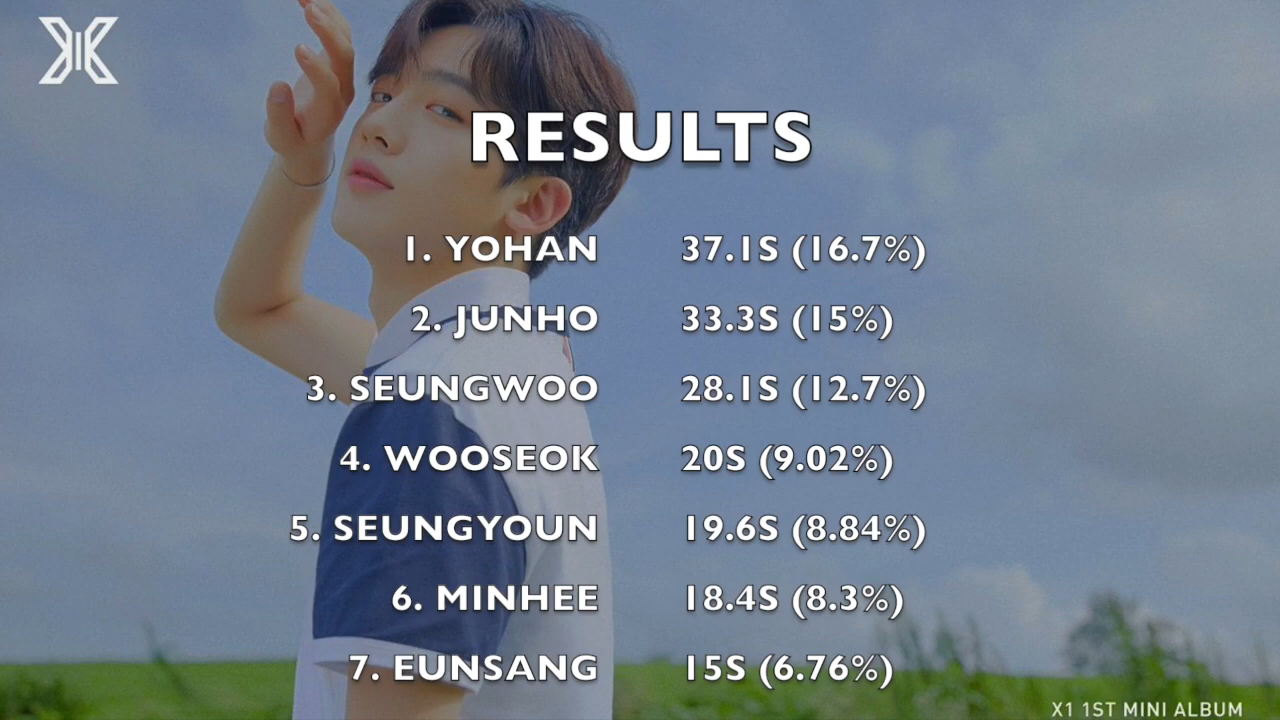 RESULTS
1. YOHAN 37.1S (16.7%)
2. JUNHO 33.3S (15%)
3. SEUNGWOO 28.1S (12.7%)
4. WOOSEOK 20S (9.02%)
5. SEUNGYOUN 19.6S (8.84%)
6. MINHEE 18.4S (8.3%)
7. EUNSANG 15S (6.76%)
X1 1ST MINI ALBUM